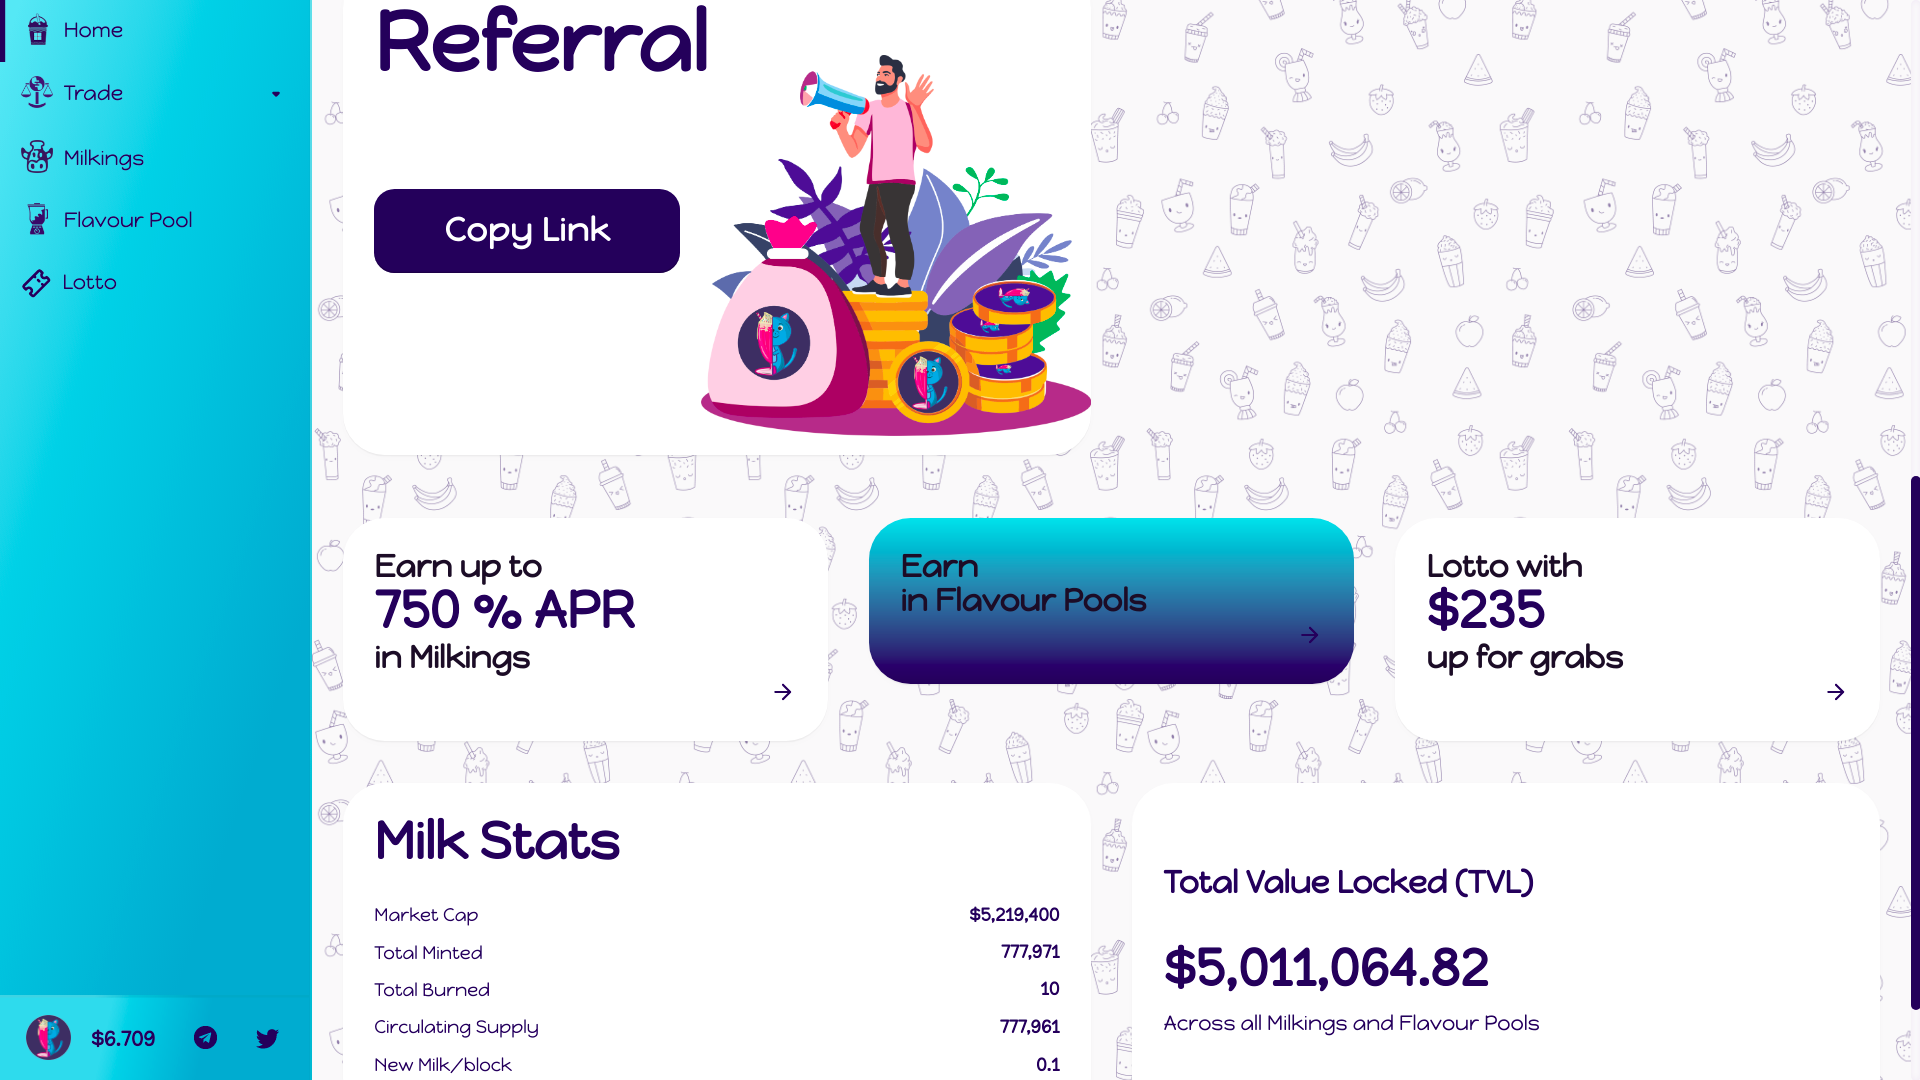 Home
Trade
Milkings
Flavour Pool
Lotto
$6.709
Referral
Copy Link
Earn up to
750 % APR
in Milkings
Earn
in Flavour Pools
Lotto with
$235
up for grabs
Milk Stats
Market Cap $5,219,400
Total Minted 777,971
Total Burned 10
Circulating Supply 777,961
New Milk/block 0.1
Total Value Locked (TVL)
$5,011,064.82
Across all Milkings and Flavour Pools